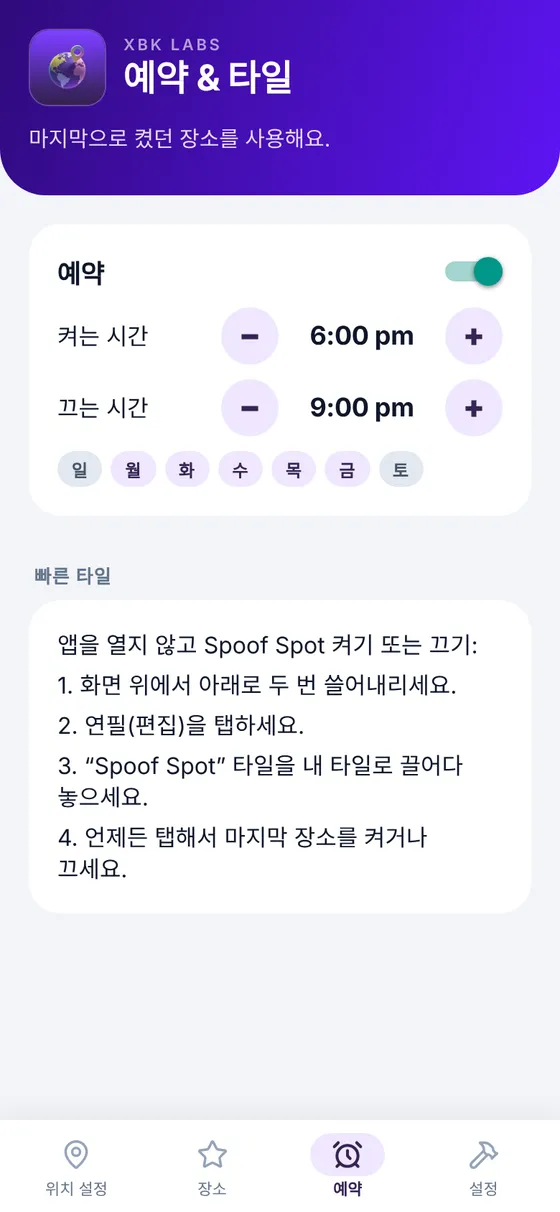 XBK LABS
예약 & 타일
마지막으로 켰던 장소를 사용해요.
예약
켜는 시간
6:00 pm
끄는 시간
9:00 pm
일 월 화 수 목 금 토
빠른 타일
앱을 열지 않고 Spoof Spot 켜기 또는 끄기:
1. 화면 위에서 아래로 두 번 쓸어내리세요.
2. 연필(편집)을 탭하세요.
3. “Spoof Spot” 타일을 내 타일로 끌어다
놓으세요.
4. 언제든 탭해서 마지막 장소를 켜거나
끄세요.
위치 설정 장소 예약 설정